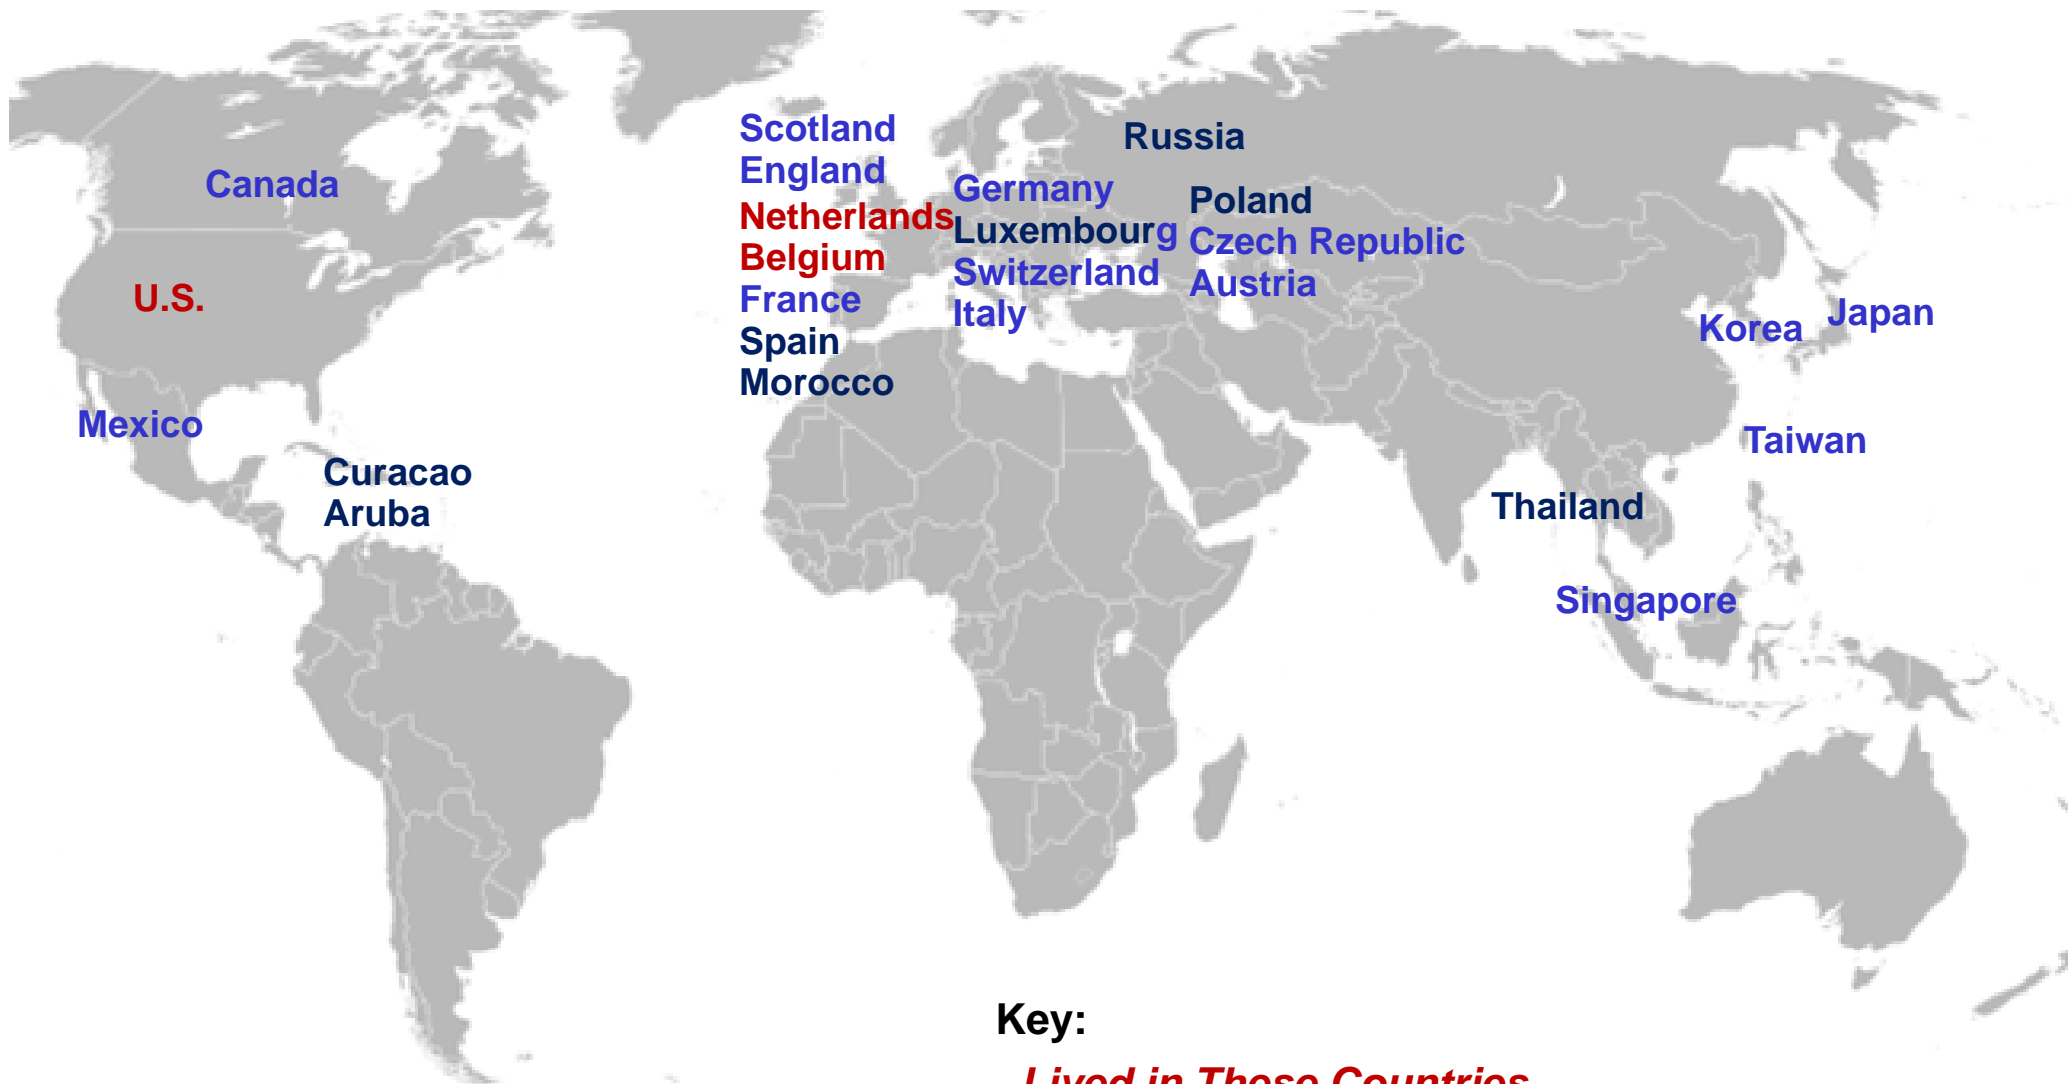 Scotland
England
Netherlands
Belgium
France
Spain
Morocco
Germany
Luxembourg
Switzerland
Italy
Russia
Poland
Czech Republic
Austria
Canada
U.S.
Mexico
Curacao
Aruba
Korea
Japan
Taiwan
Thailand
Singapore
Key:
Lived in These Countries